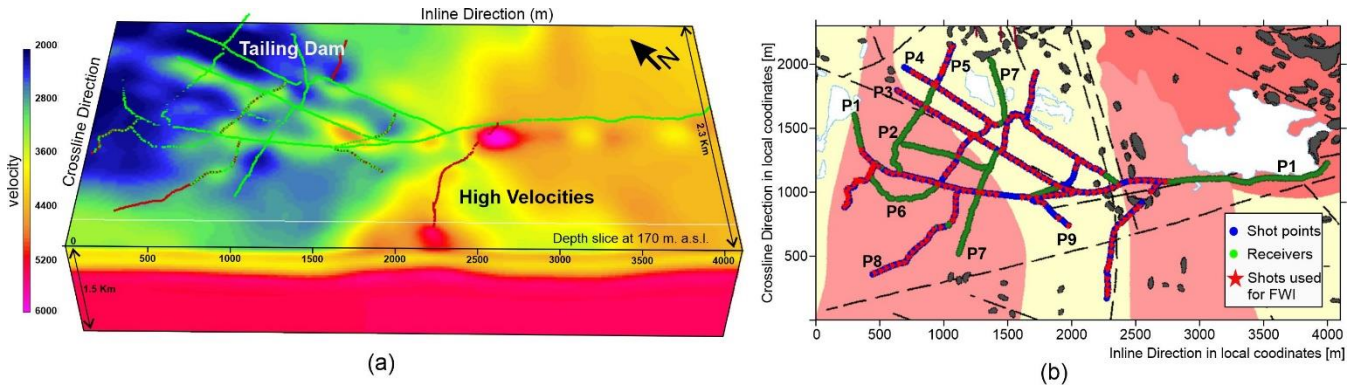 Inline Direction (m)
2000
2800
3600
4400
5200
6000
velocity
Crossline Direction
Tailing Dam
N
2.3 Km
High Velocities
Depth slice at 170 m. a.s.l.
0
500
1000
1500
2000
2500
3000
3500
4000
1.5 Km
(a)
Crossline Direction in local coodinates [m]
2000
1500
1000
500
P4
P5
P7
P3
P1
P2
P1
P6
P9
P8
P7
Shot points
Receivers
Shots used
for FWI
0
500
1000
1500
2000
2500
3000
3500
4000
Inline Direction in local coodinates [m]
(b)